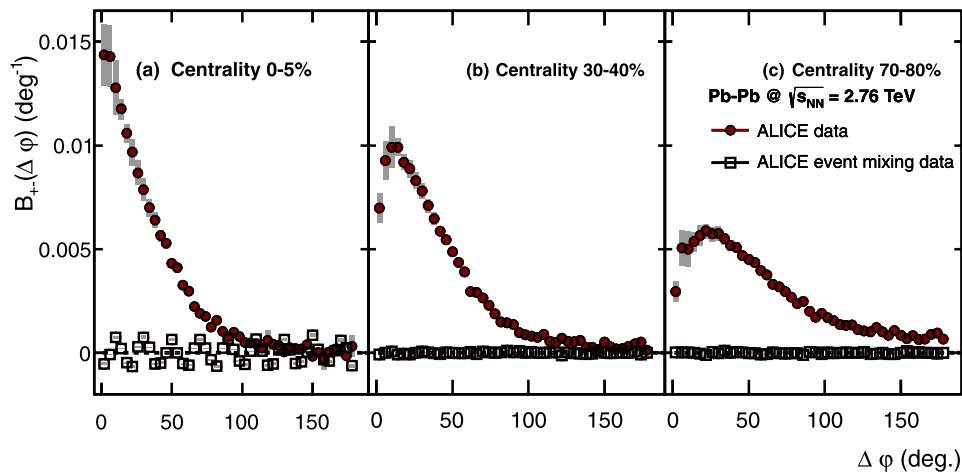 B+-(Δ φ) (deg-1)
0.015
0.01
0.005
0
(a) Centrality 0-5%
(b) Centrality 30-40%
(c) Centrality 70-80%
Pb-Pb @ √sNN = 2.76 TeV
ALICE data
ALICE event mixing data
0 50 100 150
0 50 100 150
0 50 100 150
Δ φ (deg.)